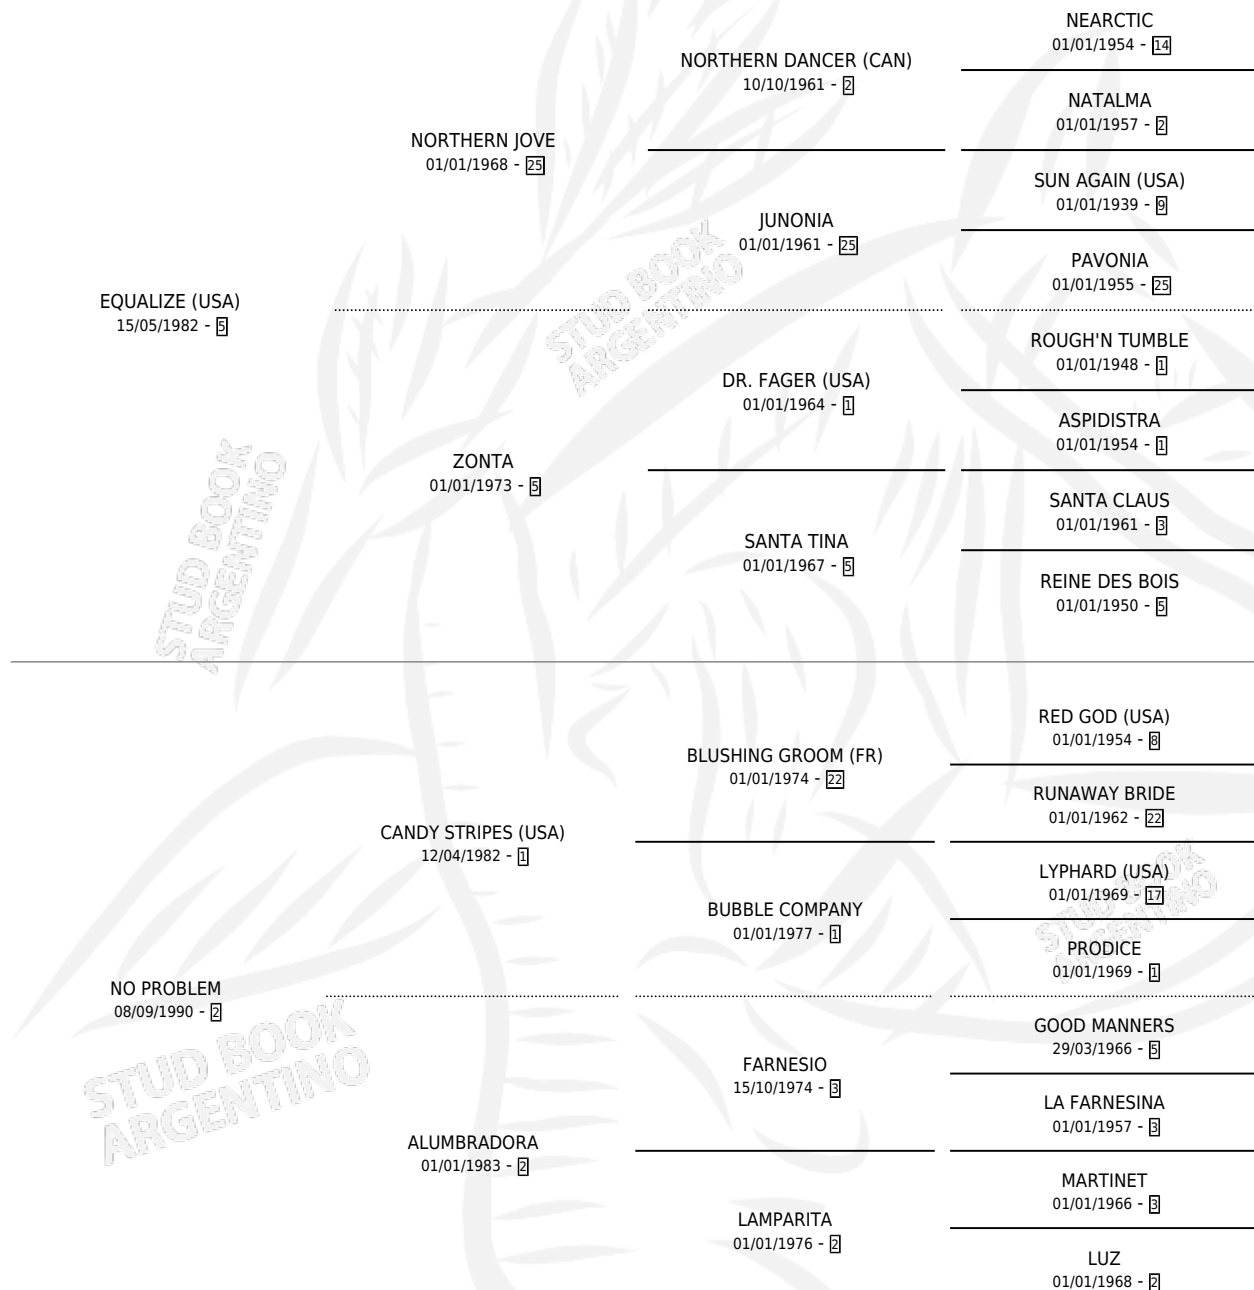 NEARCTIC
01/01/1954 - 14
NORTHERN DANCER (CAN)
10/10/1961 - 2
NATALMA
01/01/1957 - 2
NORTHERN JOVE
01/01/1968 - 25
SUN AGAIN (USA)
01/01/1939 - 9
JUNONIA
01/01/1961 - 25
PAVONIA
01/01/1955 - 25
EQUALIZE (USA)
15/05/1982 - 5
ROUGH'N TUMBLE
01/01/1948 - 1
DR. FAGER (USA)
01/01/1964 - 1
ASPIDISTRA
01/01/1954 - 1
ZONTA
01/01/1973 - 5
SANTA CLAUS
01/01/1961 - 3
SANTA TINA
01/01/1967 - 5
REINE DES BOIS
01/01/1950 - 5
RED GOD (USA)
01/01/1954 - 8
BLUSHING GROOM (FR)
01/01/1974 - 22
RUNAWAY BRIDE
01/01/1962 - 22
CANDY STRIPES (USA)
12/04/1982 - 1
LYPHARD (USA)
01/01/1969 - 17
BUBBLE COMPANY
01/01/1977 - 1
PRODICE
01/01/1969 - 1
NO PROBLEM
08/09/1990 - 2
GOOD MANNERS
29/03/1966 - 5
FARNESIO
15/10/1974 - 3
LA FARNESINA
01/01/1957 - 3
ALUMBRADORA
01/01/1983 - 2
MARTINET
01/01/1966 - 3
LAMPARITA
01/01/1976 - 2
LUZ
01/01/1968 - 2
STUD BOOK
ARGENTINO
STUD BOOK
ARGENTINO
STUD BOOK
ARGENTINO
STUD BOOK
ARGENTINO